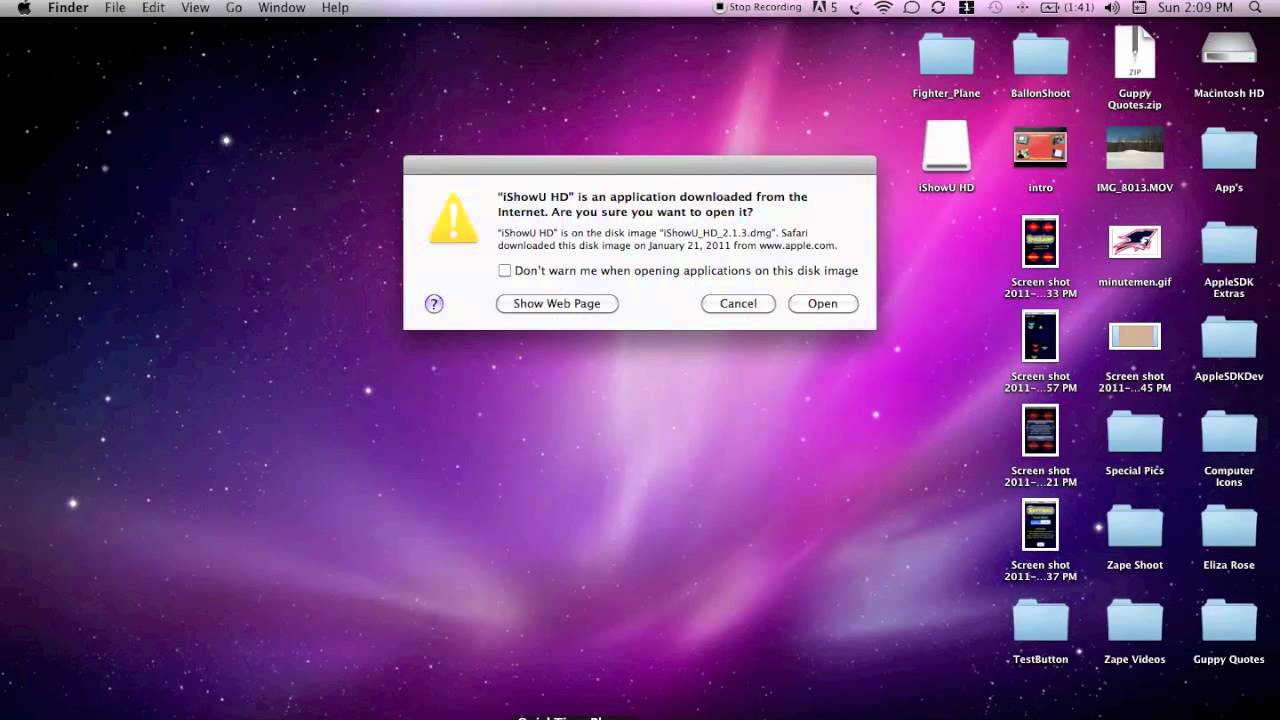 Finder File Edit View Go Window Help Stop Recording 5 (1:41) Sun 2:09 PM
Fighter_Plane
BallonShoot
ZIP
Guppy
Quotes.zip
Macintosh HD
iShowU HD
intro
IMG_8013.MOV
App's
“iShowU HD” is an application downloaded from the
Internet. Are you sure you want to open it?
“iShowU HD” is on the disk image “iShowU_HD_2.1.3.dmg”. Safari
downloaded this disk image on January 21, 2011 from www.apple.com.
Don't warn me when opening applications on this disk image
? Show Web Page Cancel Open
Screen shot
2011-...33 PM
minutemen.gif
AppleSDK
Extras
Screen shot
2011-...57 PM
Screen shot
2011-...45 PM
AppleSDKDev
Screen shot
2011-...21 PM
Special Pics
Computer
Icons
Screen shot
2011-...37 PM
Zape Shoot
Eliza Rose
TestButton
Zape Videos
Guppy Quotes